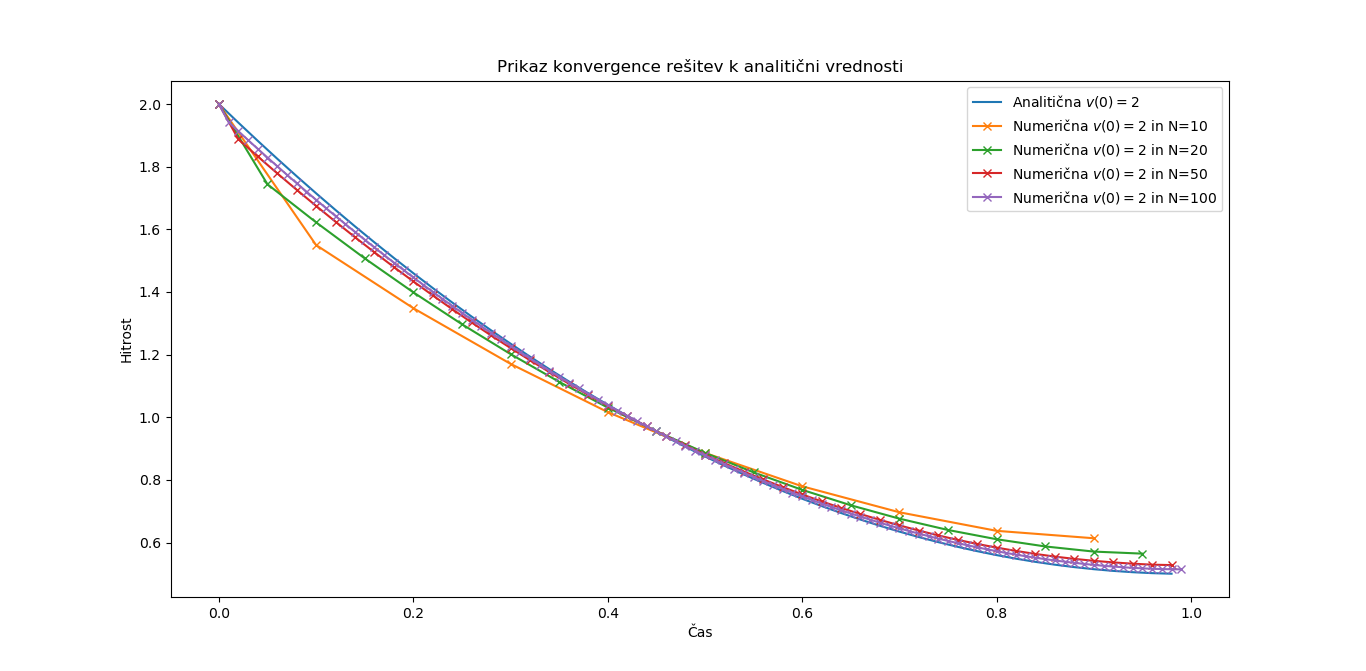 Prikaz konvergence rešitev k analitični vrednosti
Analitična v(0) = 2
Numerična v(0) = 2 in N=10
Numerična v(0) = 2 in N=20
Numerična v(0) = 2 in N=50
Numerična v(0) = 2 in N=100
Hitrost
2.0
1.8
1.6
1.4
1.2
1.0
0.8
0.6
0.0 0.2 0.4 0.6 0.8 1.0
Čas